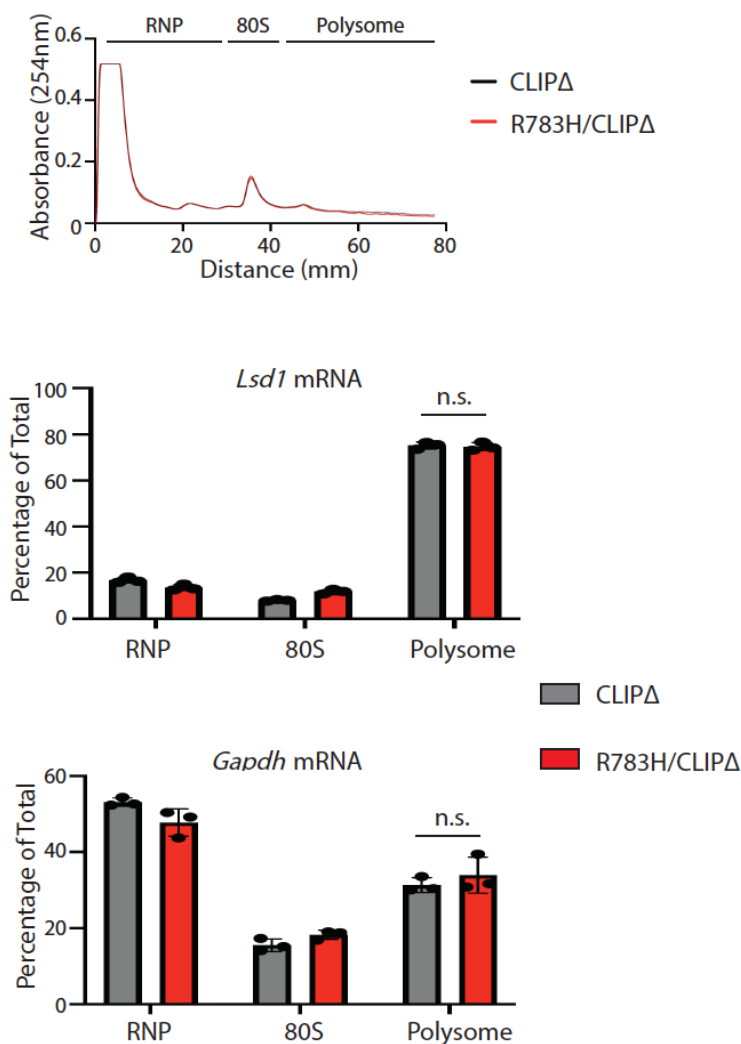 RNP 80S Polysome
0.6
0.4
0.2
0
Absorbance (254nm)
0 20 40 60 80
Distance (mm)
CLIPΔ
R783H/CLIPΔ
Lsd1 mRNA
n.s.
100
80
60
40
20
0
Percentage of Total
RNP 80S Polysome
CLIPΔ
R783H/CLIPΔ
Gapdh mRNA
n.s.
60
40
20
0
Percentage of Total
RNP 80S Polysome